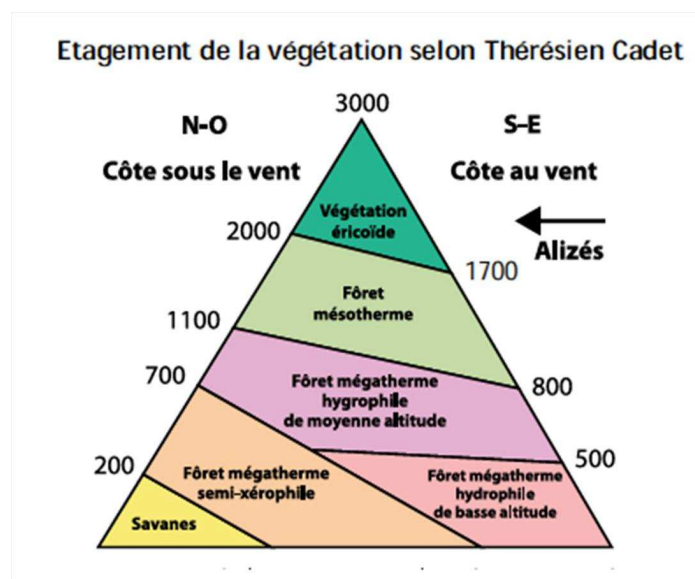 Etagement de la végétation selon Thérésien Cadet
3000
N-O
S–E
Côte sous le vent
Côte au vent
Végétation
éricoïde
2000
Alizés
1700
Fôret
mésotherme
1100
700
Fôret mégatherme
hygrophile
de moyenne altitude
800
200
500
Fôret mégatherme
semi-xérophile
Fôret mégatherme
hydrophile
de basse altitude
Savanes